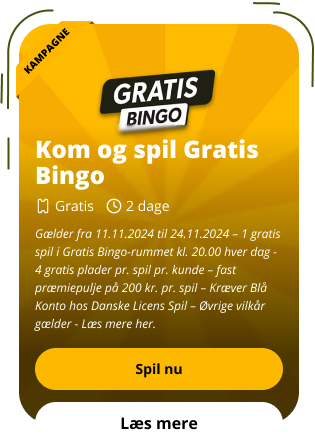 KAMPAGNE
GRATIS
BINGO
Kom og spil Gratis
Bingo
Gratis 2 dage
Gælder fra 11.11.2024 til 24.11.2024 – 1 gratis
spil i Gratis Bingo-rummet kl. 20.00 hver dag -
4 gratis plader pr. spil pr. kunde – fast
præmiepulje på 200 kr. pr. spil – Kræver Blå
Konto hos Danske Licens Spil – Øvrige vilkår
gælder - Læs mere her.
Spil nu
Læs mere